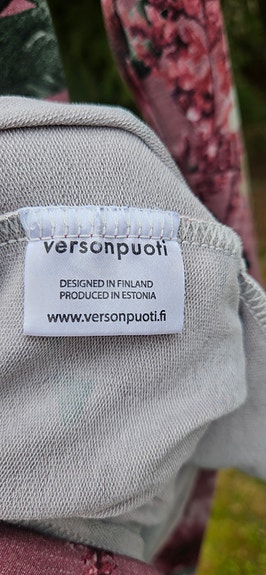 versonpuoti
DESIGNED IN FINLAND
PRODUCED IN ESTONIA
www.versonpuoti.fi